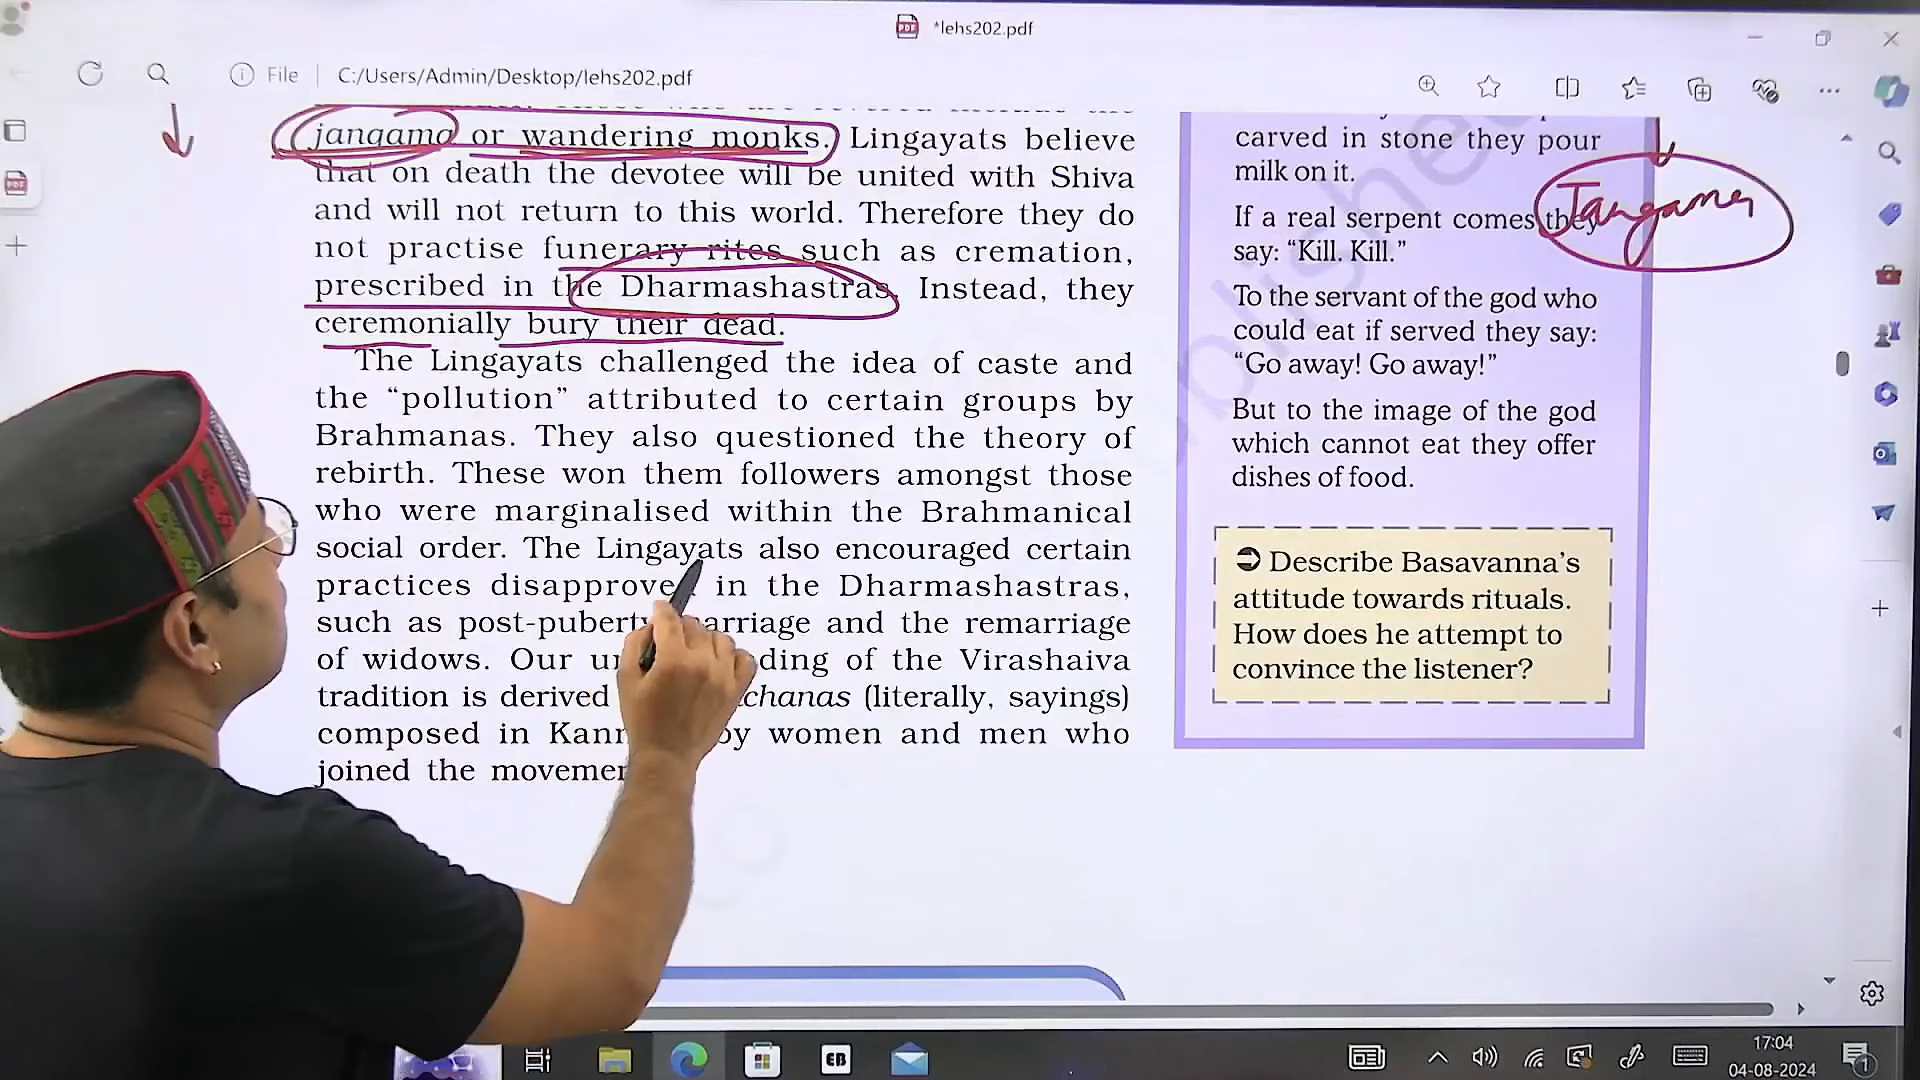 *lehs202.pdf
File
C:/Users/Admin/Desktop/lehs202.pdf
jangama or wandering monks. Lingayats believe
that on death the devotee will be united with Shiva
and will not return to this world. Therefore they do
not practise funerary rites such as cremation,
prescribed in the Dharmashastras. Instead, they
ceremonially bury their dead.
The Lingayats challenged the idea of caste and
the “pollution” attributed to certain groups by
Brahmanas. They also questioned the theory of
rebirth. These won them followers amongst those
who were marginalised within the Brahmanical
social order. The Lingayats also encouraged certain
practices disapproved in the Dharmashastras,
such as post-puberty marriage and the remarriage
of widows. Our ding of the Virashaiva
tradition is derived chanas (literally, sayings)
composed in Kann by women and men who
joined the movemen
carved in stone they pour
milk on it.
If a real serpent comes they
say: “Kill. Kill.”
To the servant of the god who
could eat if served they say:
“Go away! Go away!”
But to the image of the god
which cannot eat they offer
dishes of food.
Describe Basavanna’s
attitude towards rituals.
How does he attempt to
convince the listener?
Jangama
17:04
04-08-2024